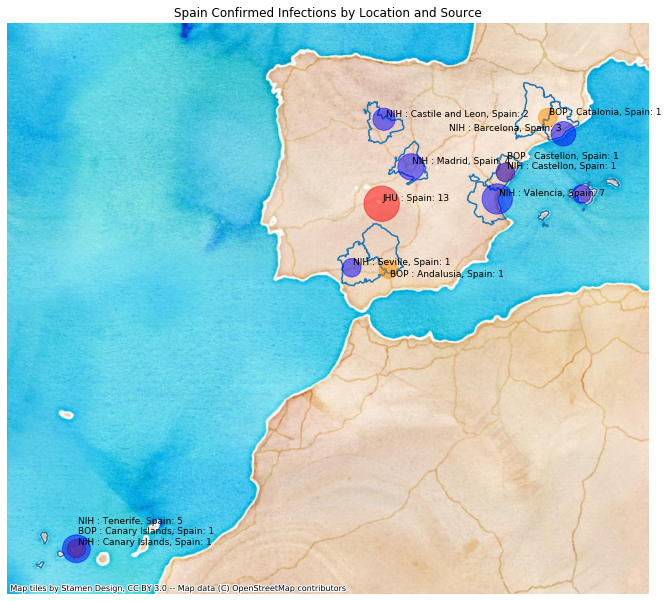 Spain Confirmed Infections by Location and Source
NIH : Castile and Leon, Spain: 2
BOP : Catalonia, Spain: 1
NIH : Barcelona, Spain: 3
BOP : Castellon, Spain: 1
NIH : Madrid, Spain:
NIH : Castellon, Spain: 1
JHU : Spain: 13
NIH : Valencia, Spain: 7
NIH : Seville, Spain: 1
BOP : Andalusia, Spain: 1
NIH : Tenerife, Spain: 5
BOP : Canary Islands, Spain: 1
NIH : Canary Islands, Spain: 1
Map tiles by Stamen Design, CC BY 3.0 -- Map data (C) OpenStreetMap contributors